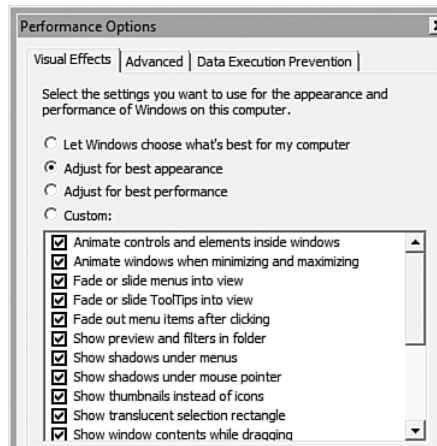 Performance Options
Visual Effects Advanced Data Execution Prevention
Select the settings you want to use for the appearance and
performance of Windows on this computer.
Let Windows choose what's best for my computer
Adjust for best appearance
Adjust for best performance
Custom:
Animate controls and elements inside windows
Animate windows when minimizing and maximizing
Fade or slide menus into view
Fade or slide ToolTips into view
Fade out menu items after clicking
Show preview and filters in folder
Show shadows under menus
Show shadows under mouse pointer
Show thumbnails instead of icons
Show translucent selection rectangle
Show window contents while dragging